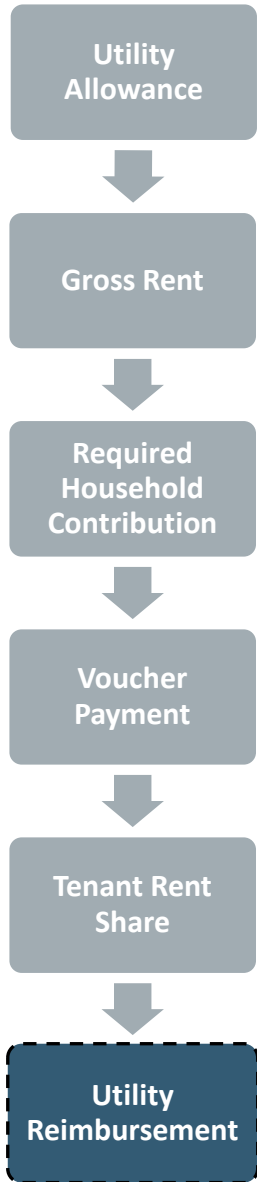 Utility
Allowance
Gross Rent
Required
Household
Contribution
Voucher
Payment
Tenant Rent
Share
Utility
Reimbursement